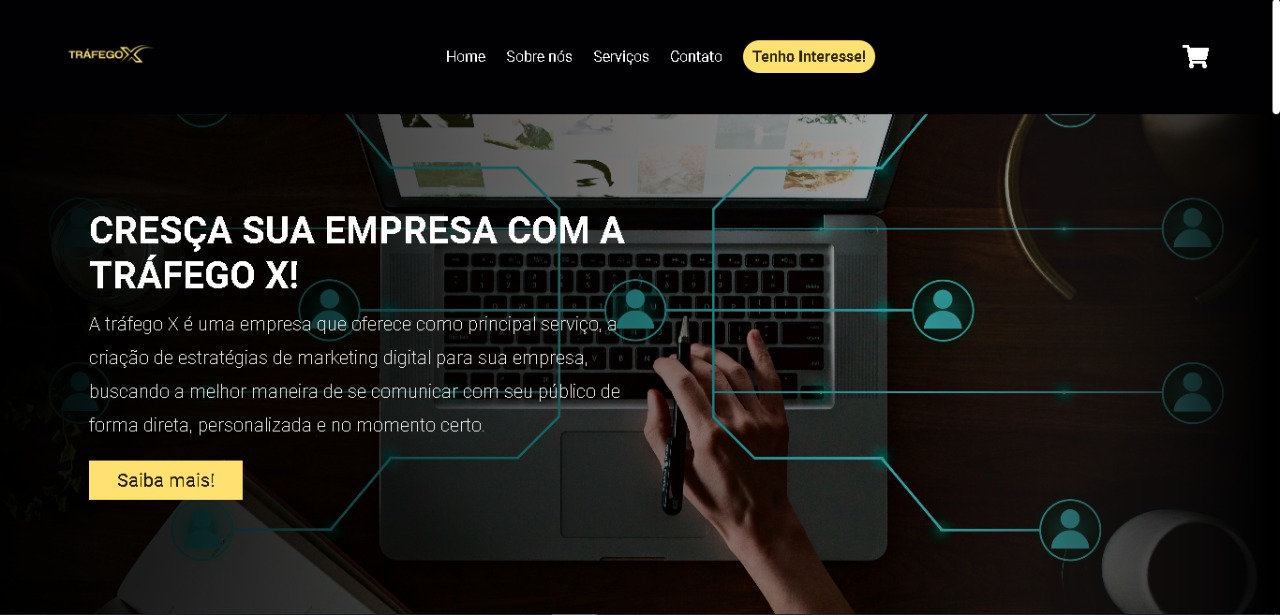 TRÁFEGOX
Home Sobre nós Serviços Contato Tenho Interesse!
CRESÇA SUA EMPRESA COM A
TRÁFEGO X!
A tráfego X é uma empresa que oferece como principal serviço, a
criação de estratégias de marketing digital para sua empresa,
buscando a melhor maneira de se comunicar com seu público de
forma direta, personalizada e no momento certo.
Saiba mais!